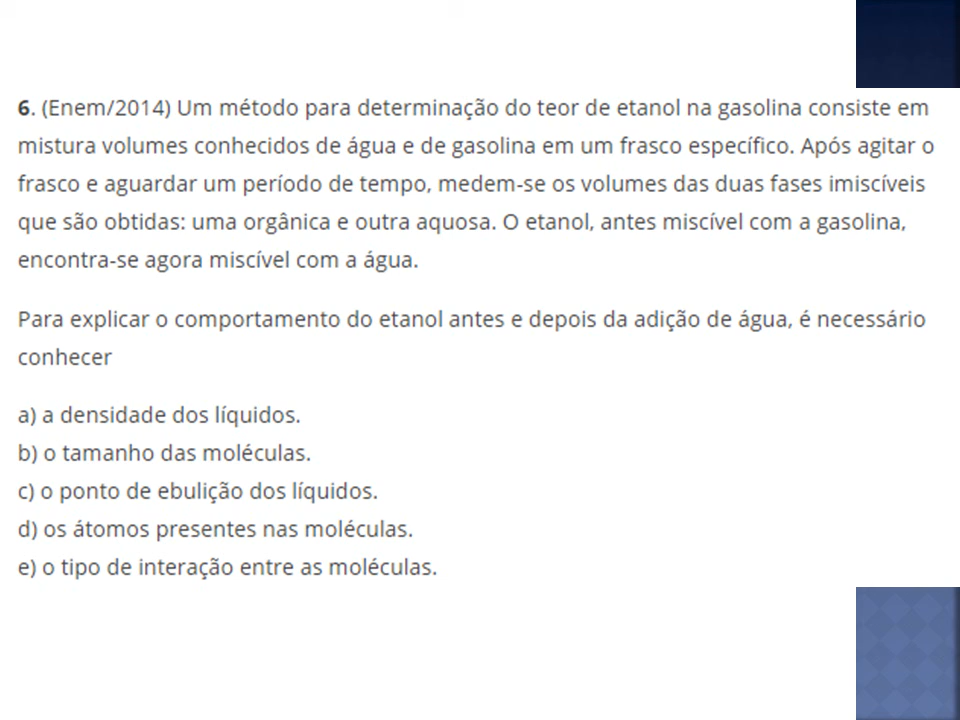 6. (Enem/2014) Um método para determinação do teor de etanol na gasolina consiste em
mistura volumes conhecidos de água e de gasolina em um frasco específico. Após agitar o
frasco e aguardar um período de tempo, medem-se os volumes das duas fases imiscíveis
que são obtidas: uma orgânica e outra aquosa. O etanol, antes miscível com a gasolina,
encontra-se agora miscível com a água.
Para explicar o comportamento do etanol antes e depois da adição de água, é necessário
conhecer
a) a densidade dos líquidos.
b) o tamanho das moléculas.
c) o ponto de ebulição dos líquidos.
d) os átomos presentes nas moléculas.
e) o tipo de interação entre as moléculas.